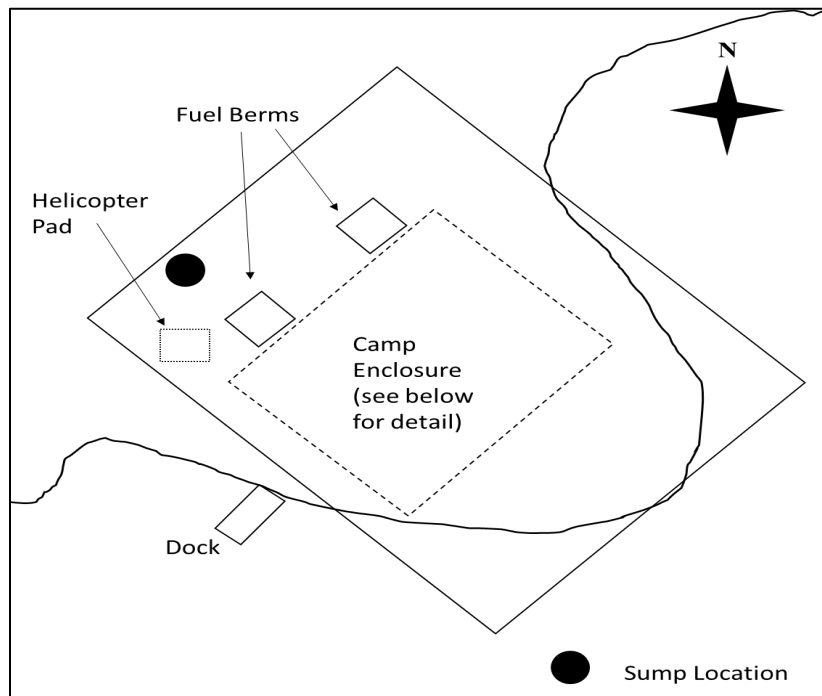 N
Fuel Berms
Helicopter
Pad
Camp
Enclosure
(see below
for detail)
Dock
Sump Location